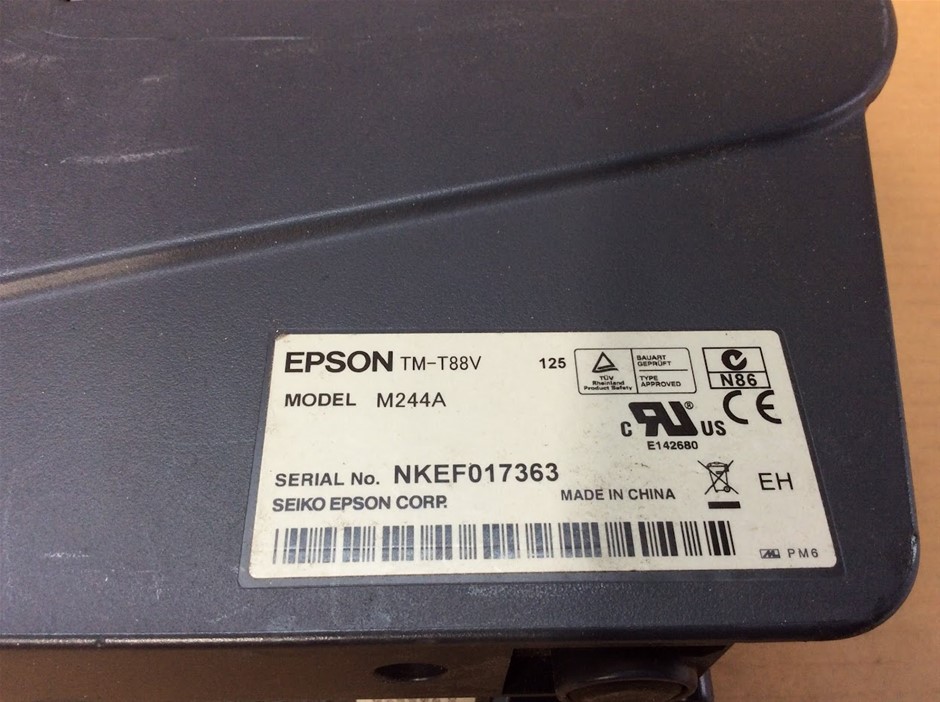 EPSON TM-T88V 125
TÜV
Rheinland
Product Safety
BAUART
GEPRÜFT
TYPE
APPROVED
N86
MODEL M244A
C RU® US
E142680
CE
SERIAL No. NKEF017363
SEIKO EPSON CORP.
MADE IN CHINA
EH
PM6